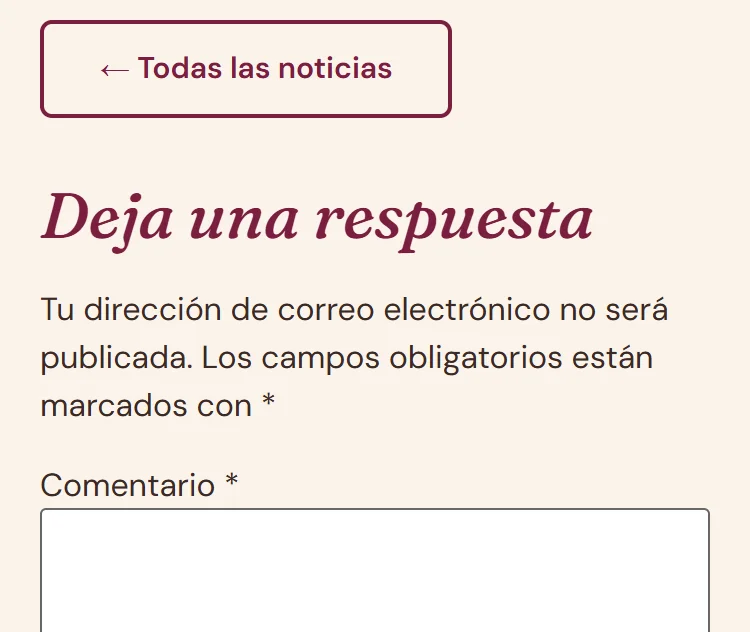 ← Todas las noticias
Deja una respuesta
Tu dirección de correo electrónico no será
publicada. Los campos obligatorios están
marcados con *
Comentario *